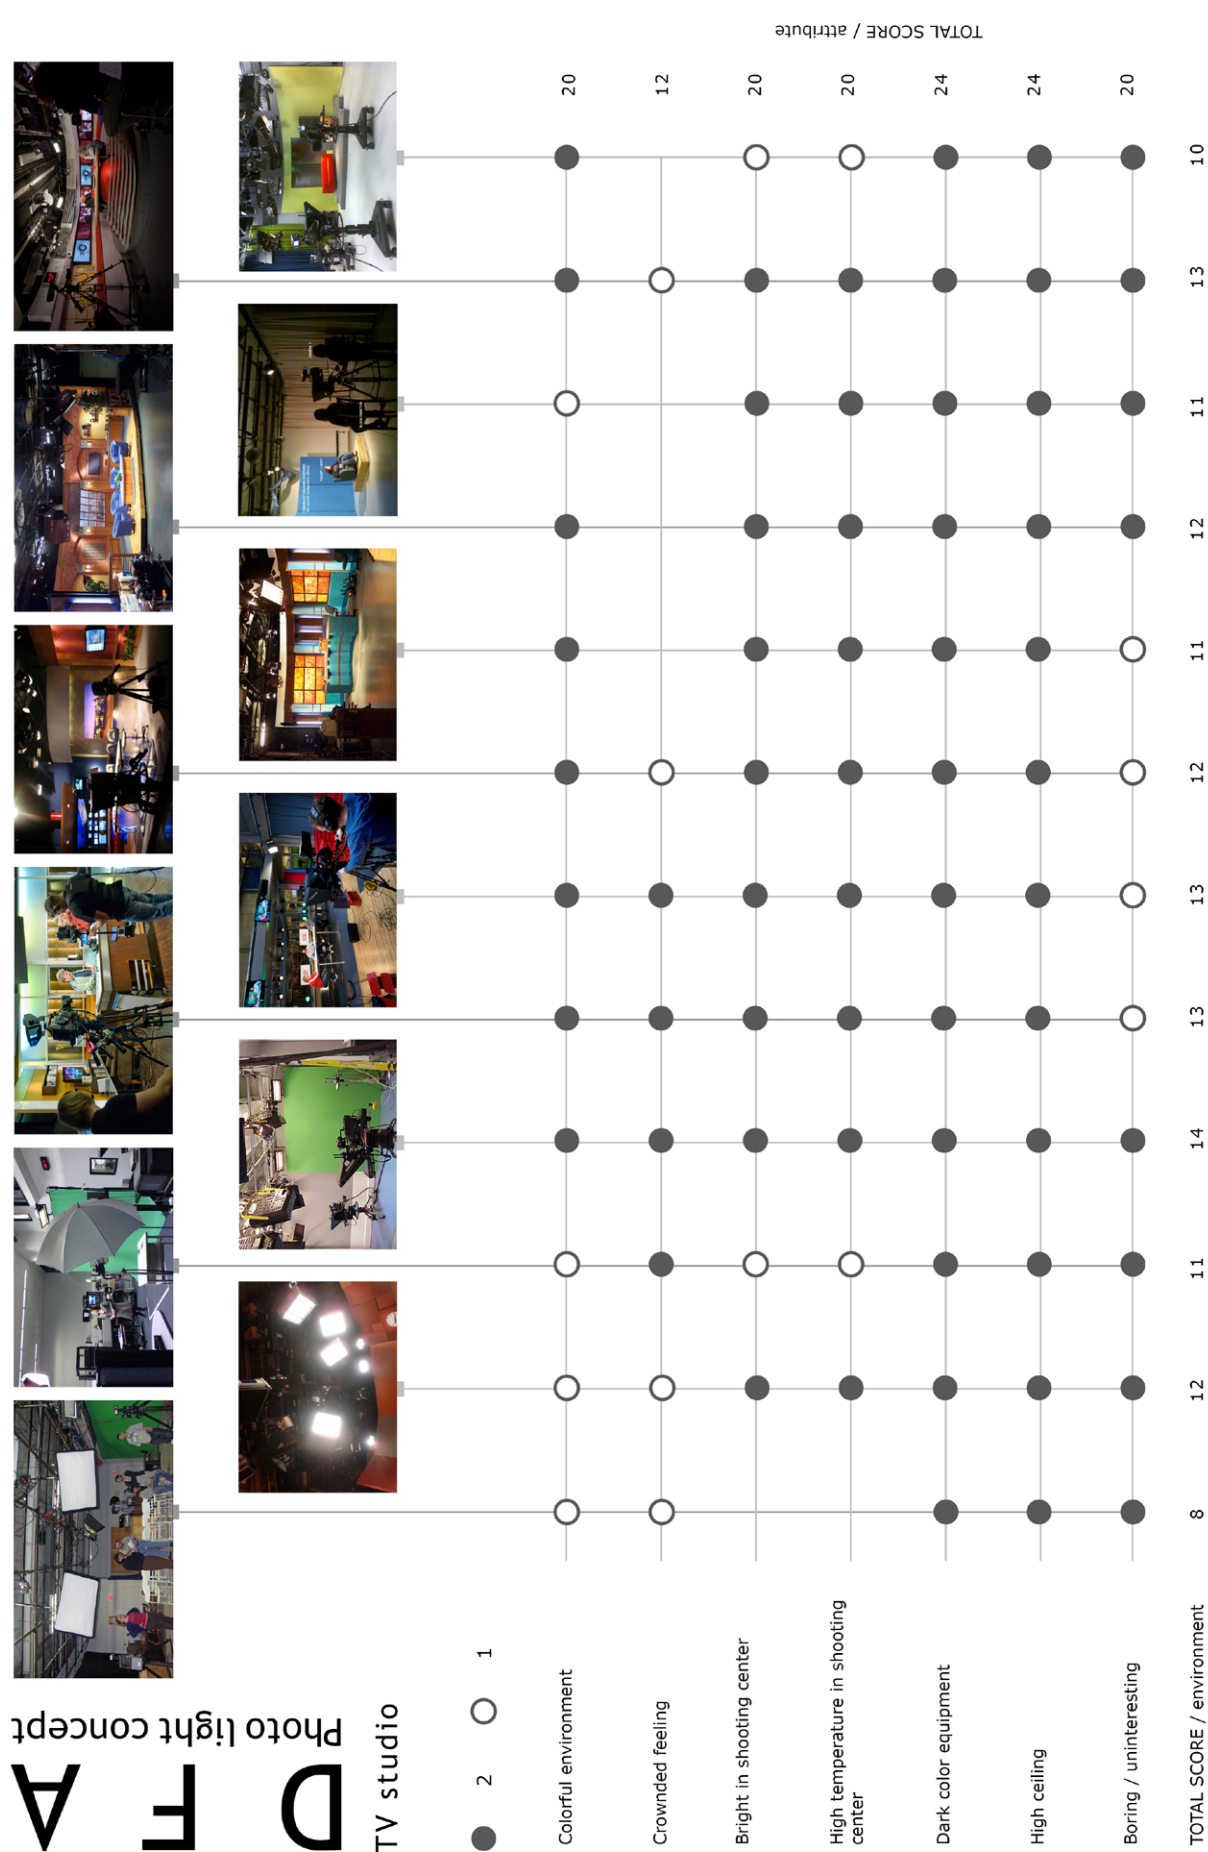 D F A
Photo light concept
TV studio
2 1
Colorful environment
Crownded feeling
Bright in shooting center
High temperature in shooting
center
Dark color equipment
High ceiling
Boring / uninteresting
TOTAL SCORE / environment
8 12 11 14 13 13 12 11 12 11 13 10
TOTAL SCORE / attribute
20
12
20
20
24
24
20